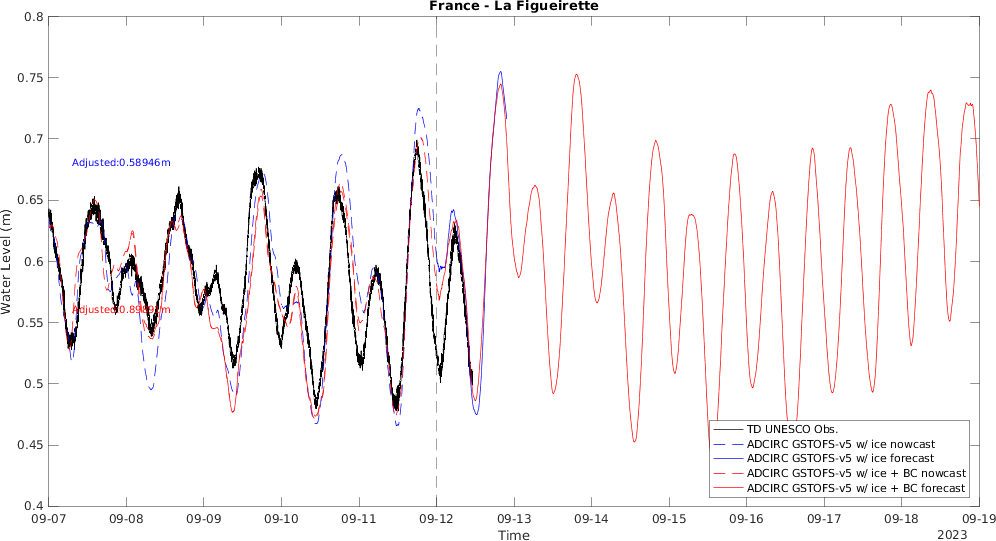 France - La Figueirette
0.8
0.75
0.7
0.65
0.6
0.55
0.5
0.45
0.4
Water Level (m)
Adjusted:0.58946m
09-07
09-08
09-09
09-10
09-11
09-12
09-13
09-14
09-15
09-16
09-17
09-18
09-19
Time
2023
TD UNESCO Obs.
ADCIRC GSTOFS-v5 w/ ice nowcast
ADCIRC GSTOFS-v5 w/ ice forecast
ADCIRC GSTOFS-v5 w/ ice + BC nowcast
ADCIRC GSTOFS-v5 w/ ice + BC forecast